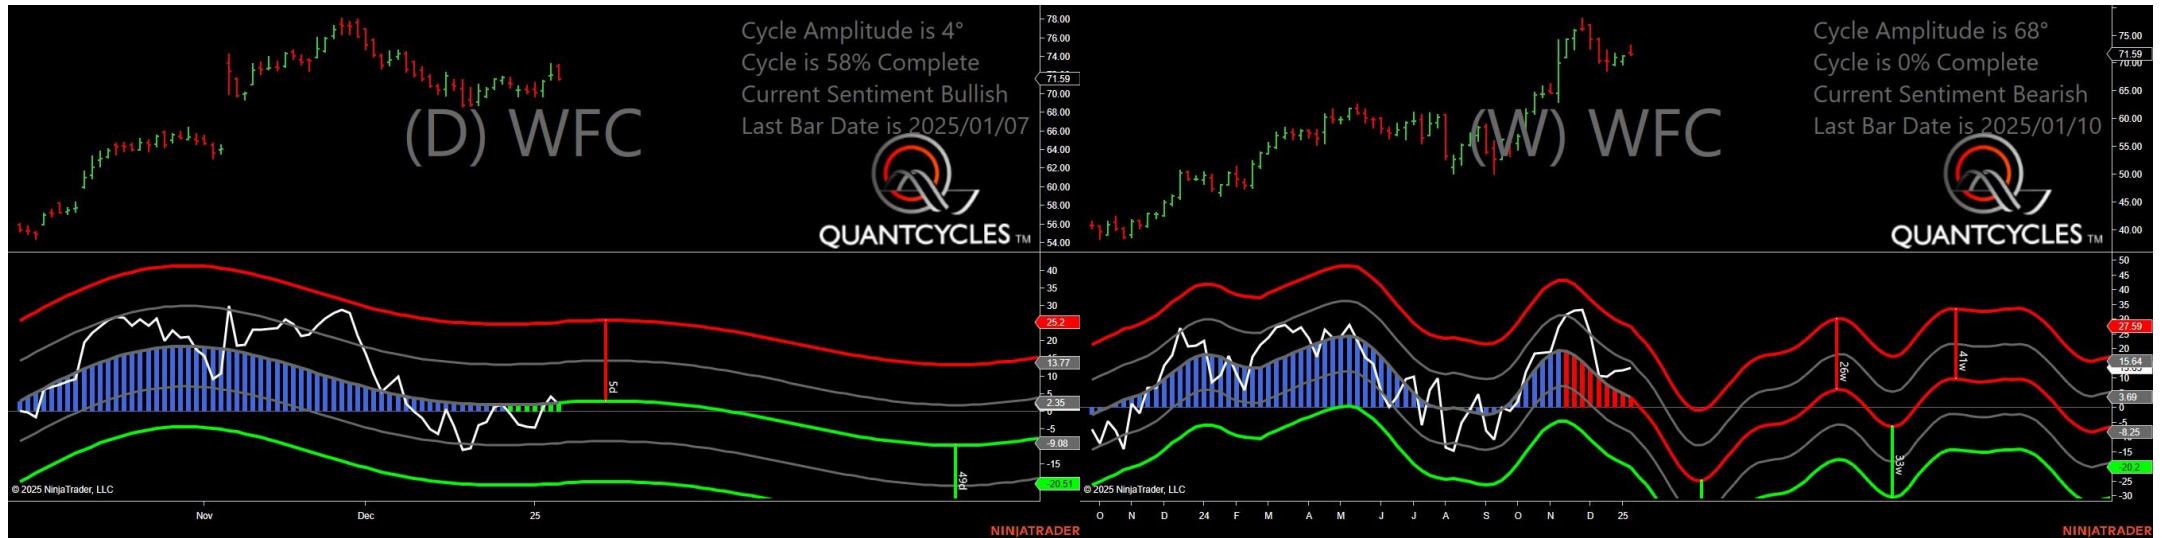 Cycle Amplitude is 4°
Cycle is 58% Complete
Current Sentiment Bullish
Last Bar Date is 2025/01/07
(D) WFC
QUANTCYCLES TM
78.00
76.00
74.00
71.59
70.00
68.00
66.00
64.00
62.00
60.00
58.00
56.00
54.00
40
35
30
25.2
20
13.77
10
5
2.35
-5
-9.08
-15
-20.51
5d
49d
© 2025 NinjaTrader, LLC
Nov
Dec
25
NINJATRADER
Cycle Amplitude is 68°
Cycle is 0% Complete
Current Sentiment Bearish
Last Bar Date is 2025/01/10
(W) WFC
QUANTCYCLES TM
75.00
71.59
70.00
65.00
60.00
55.00
50.00
45.00
40.00
50
45
40
35
27.59
20
15.64
10
3.69
-5
-8.25
-15
-20.2
-25
-30
26w
41w
33w
© 2025 NinjaTrader, LLC
O N D 24 F M A M J J A S O N D 25
NINJATRADER